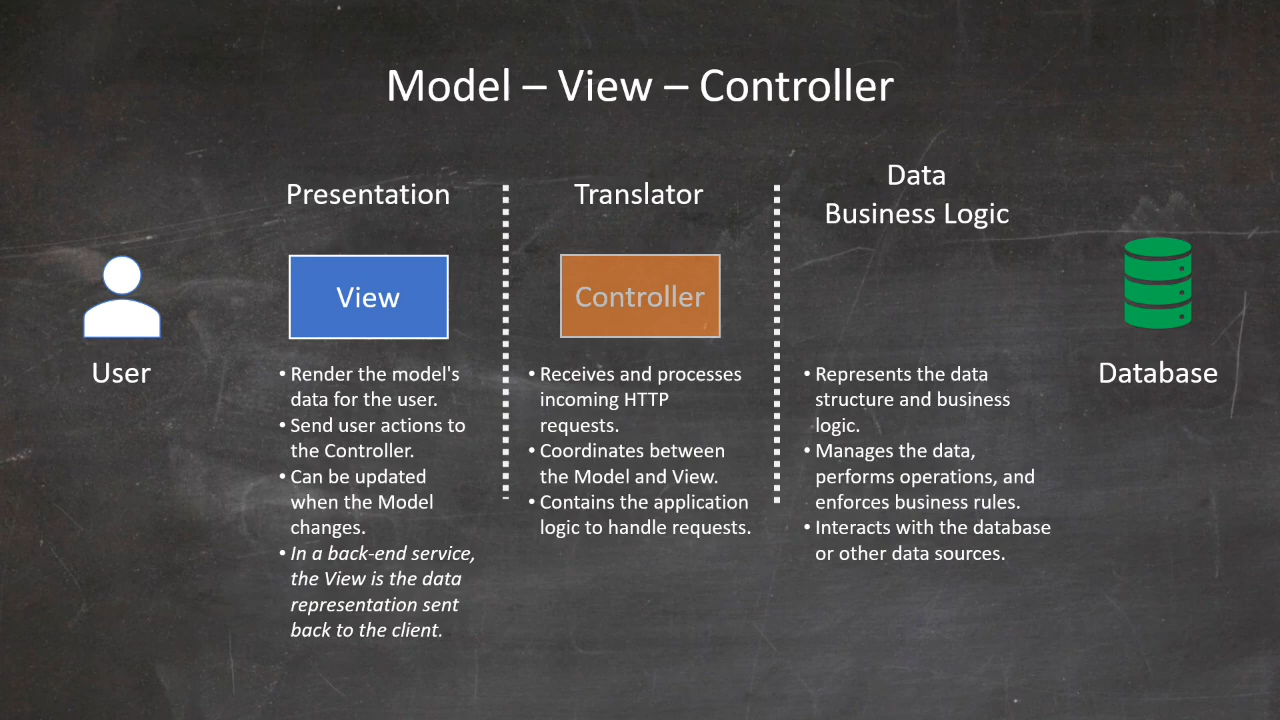 Model – View – Controller
Presentation
Translator
Data
Business Logic
View
Controller
User
Database
• Render the model's
data for the user.
• Send user actions to
the Controller.
• Can be updated
when the Model
changes.
• In a back-end service,
the View is the data
representation sent
back to the client.
• Receives and processes
incoming HTTP
requests.
• Coordinates between
the Model and View.
• Contains the application
logic to handle requests.
• Represents the data
structure and business
logic.
• Manages the data,
performs operations, and
enforces business rules.
• Interacts with the database
or other data sources.